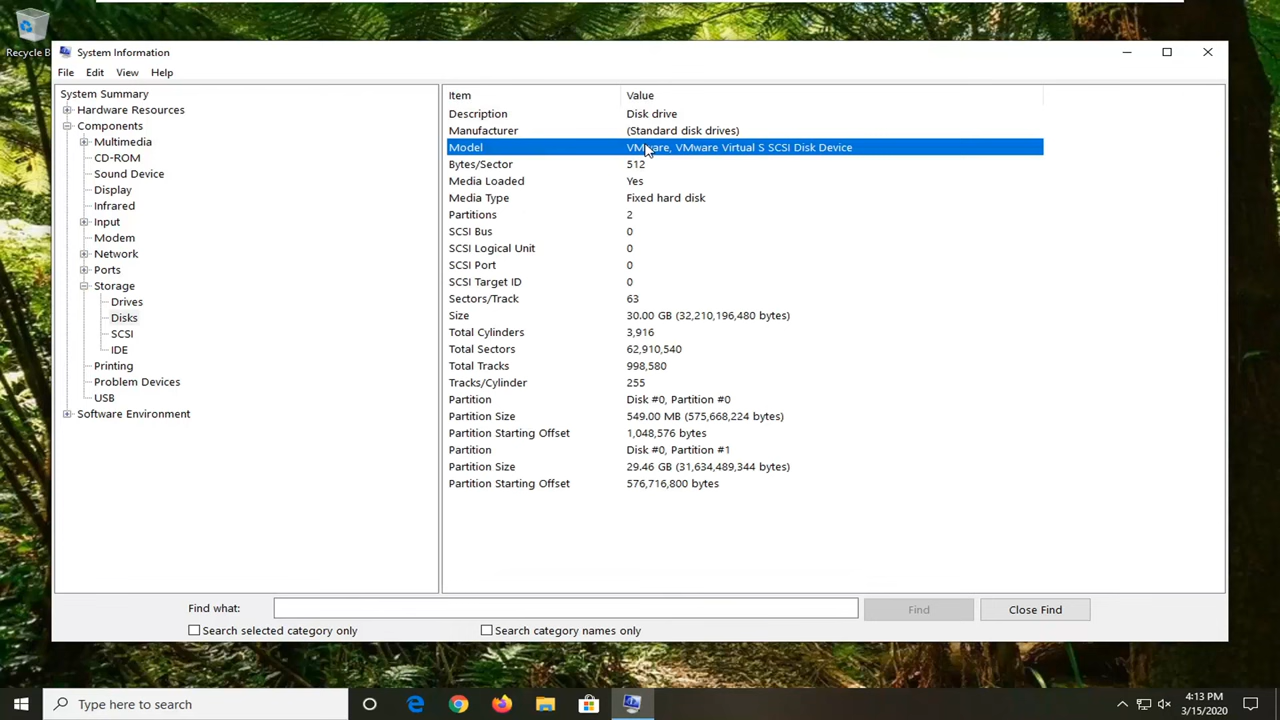 Recycle B
System Information
File Edit View Help
System Summary
Hardware Resources
Components
Multimedia
CD-ROM
Sound Device
Display
Infrared
Input
Modem
Network
Ports
Storage
Drives
Disks
SCSI
IDE
Printing
Problem Devices
USB
Software Environment
Item Value
Description Disk drive
Manufacturer (Standard disk drives)
Model VMware, VMware Virtual S SCSI Disk Device
Bytes/Sector 512
Media Loaded Yes
Media Type Fixed hard disk
Partitions 2
SCSI Bus 0
SCSI Logical Unit 0
SCSI Port 0
SCSI Target ID 0
Sectors/Track 63
Size 30.00 GB (32,210,196,480 bytes)
Total Cylinders 3,916
Total Sectors 62,910,540
Total Tracks 998,580
Tracks/Cylinder 255
Partition Disk #0, Partition #0
Partition Size 549.00 MB (575,668,224 bytes)
Partition Starting Offset 1,048,576 bytes
Partition Disk #0, Partition #1
Partition Size 29.46 GB (31,634,489,344 bytes)
Partition Starting Offset 576,716,800 bytes
Find what: Find Close Find
Search selected category only Search category names only
Type here to search
4:13 PM
3/15/2020